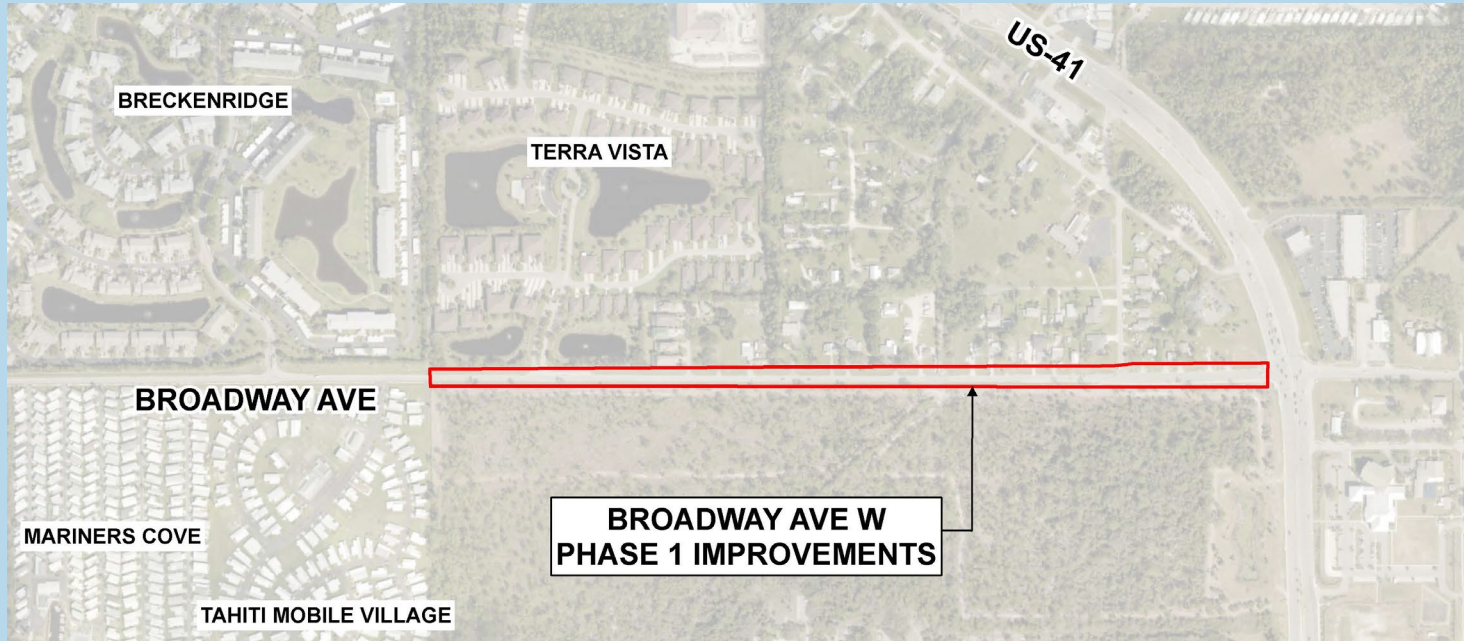 US-41
BRECKENRIDGE
TERRA VISTA
BROADWAY AVE
BROADWAY AVE W
PHASE 1 IMPROVEMENTS
MARINERS COVE
TAHITI MOBILE VILLAGE